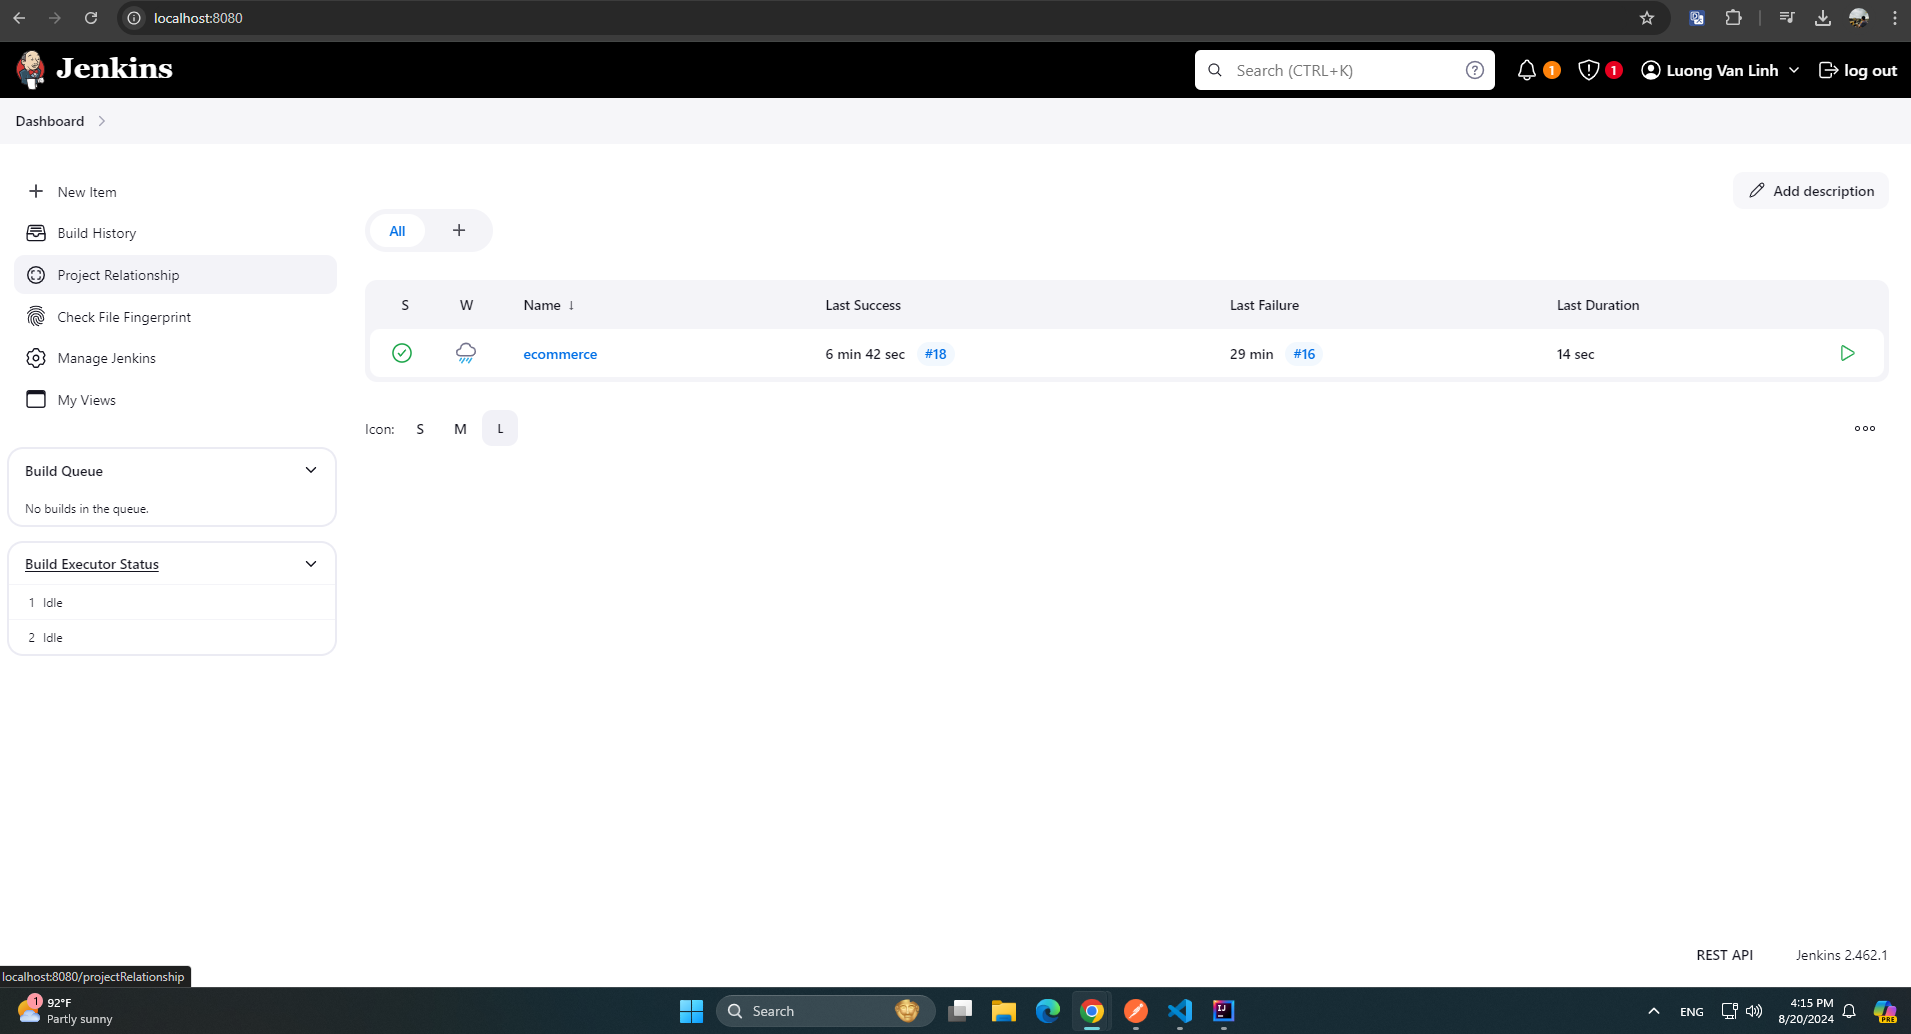 localhost:8080
Jenkins
Search (CTRL+K)
1
1
Luong Van Linh
log out
Dashboard
New Item
Build History
Project Relationship
Check File Fingerprint
Manage Jenkins
My Views
Build Queue
No builds in the queue.
Build Executor Status
1 Idle
2 Idle
Add description
All +
S W Name ↓ Last Success Last Failure Last Duration
ecommerce 6 min 42 sec #18 29 min #16 14 sec
Icon: S M L
REST API Jenkins 2.462.1
localhost:8080/projectRelationship
1
92°F
Partly sunny
Search
ENG
4:15 PM
8/20/2024
PRE